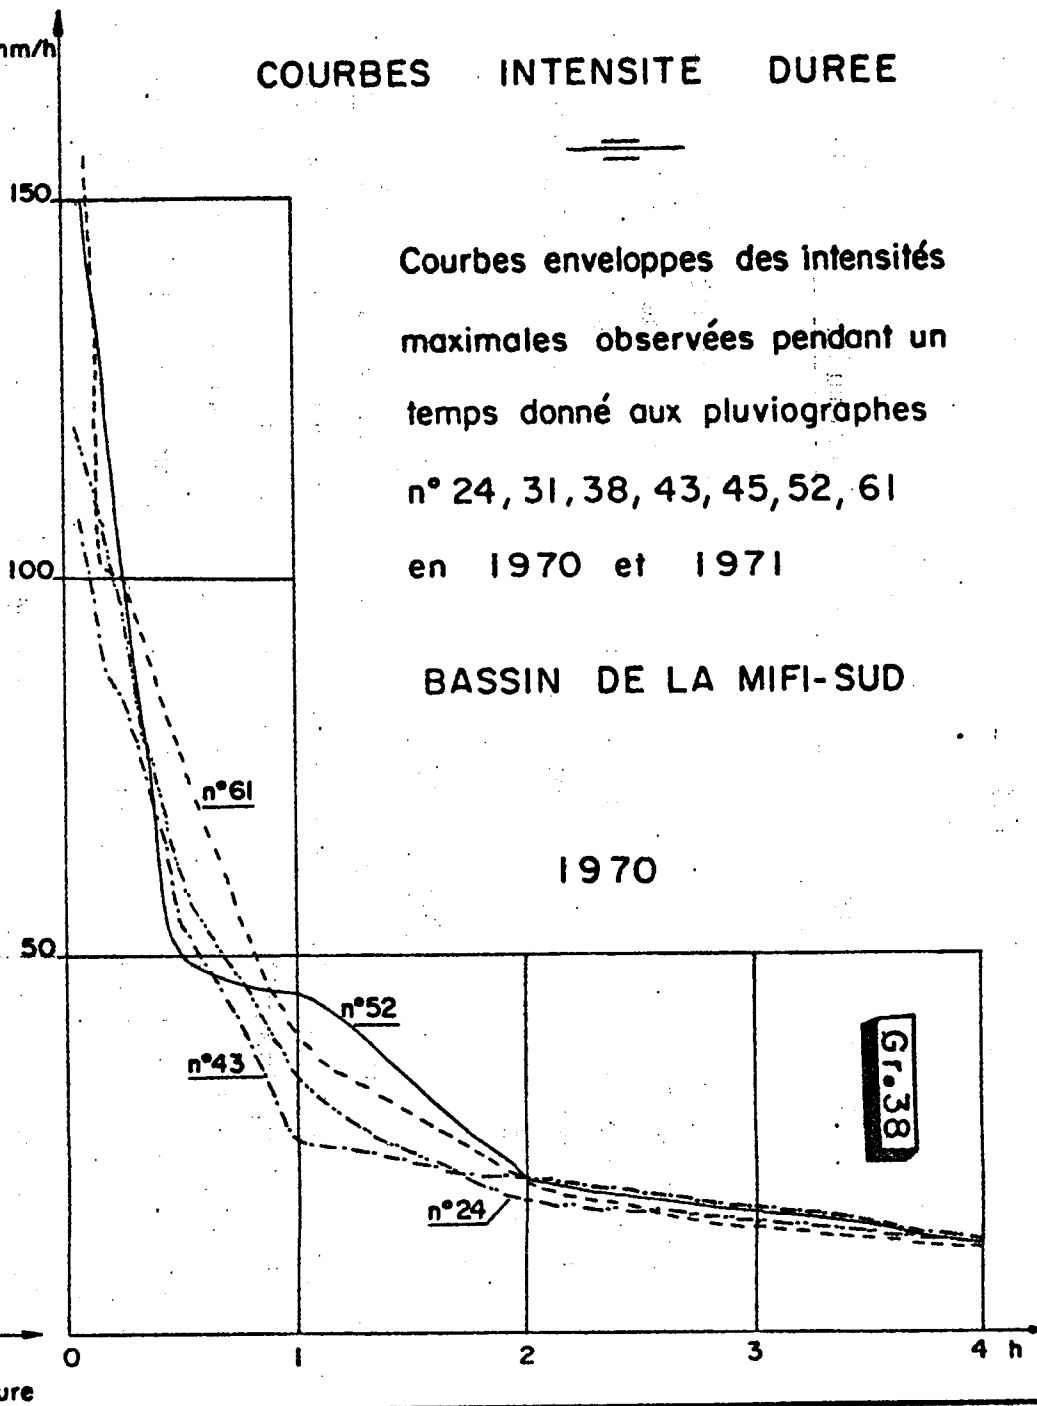 mm/h
COURBES INTENSITE DUREE
150
Courbes enveloppes des intensités
maximales observées pendant un
temps donné aux pluviographes
n° 24, 31, 38, 43, 45, 52, 61
en 1970 et 1971
100
BASSIN DE LA MIFI-SUD
n°61
1970
50
n°52
n°43
Gr.38
n°24
0 1 2 3 4 h
ure